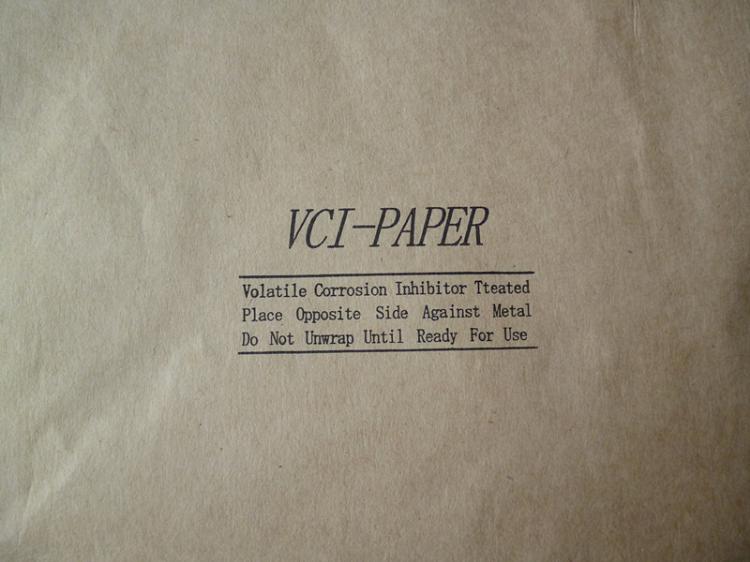 VCI-PAPER
Volatile Corrosion Inhibitor Tteated
Place Opposite Side Against Metal
Do Not Unwrap Until Ready For Use